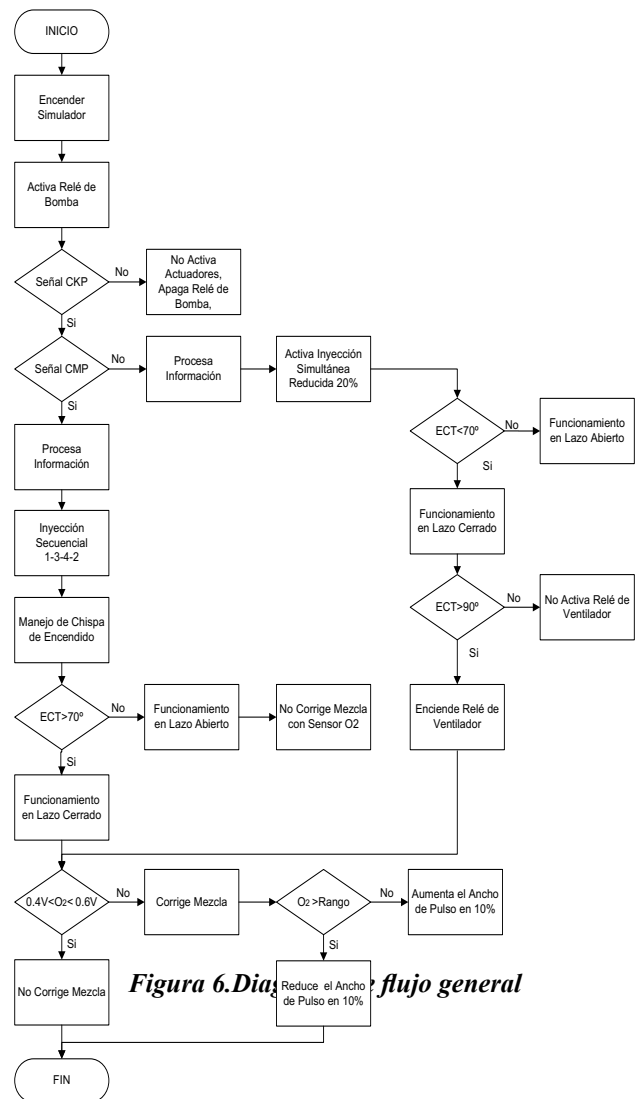 INICIO
Encender
Simulador
Activa Relé de
Bomba
Señal CKP
No
No Activa
Actuadores,
Apaga Relé de
Bomba,
Si
Señal CMP
No
Procesa
Información
Activa Inyección
Simultánea
Reducida 20%
Si
ECT<70º
No
Funcionamiento
en Lazo Abierto
Si
Procesa
Información
Funcionamiento
en Lazo Cerrado
Inyección
Secuencial
1-3-4-2
ECT>90º
No
No Activa Relé de
Ventilador
Si
Manejo de Chispa
de Encendido
Enciende Relé de
Ventilador
ECT>70º
No
Funcionamiento
en Lazo Abierto
No Corrige Mezcla
con Sensor O2
Si
Funcionamiento
en Lazo Cerrado
0.4V<O2<0.6V
No
Corrige Mezcla
O2 >Rango
No
Aumenta el Ancho
de Pulso en 10%
Si
Si
No Corrige Mezcla
Reduce el Ancho
de Pulso en 10%
Figura 6.Diag flujo general
FIN